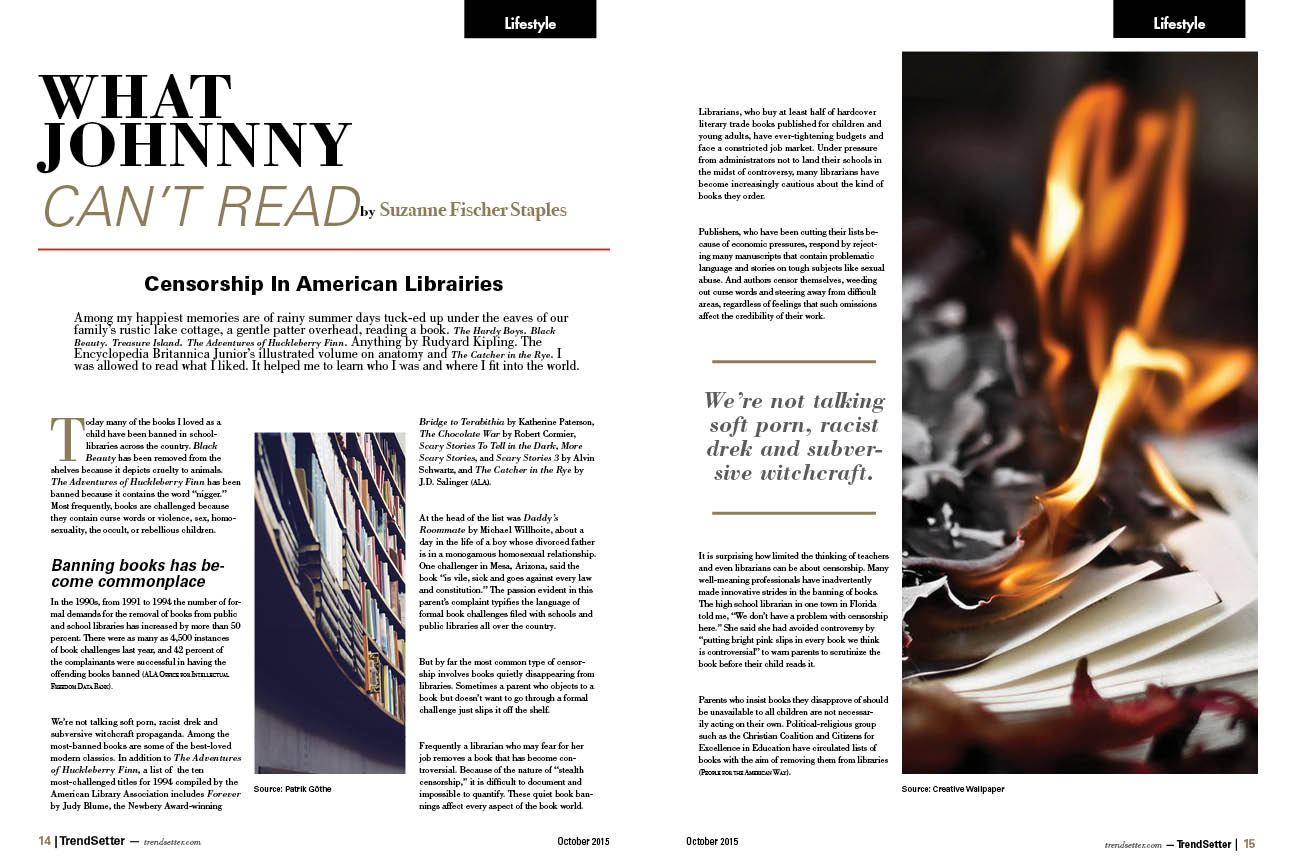 Lifestyle
WHAT
JOHNNNY
CAN'T READ by Suzanne Fischer Staples
Censorship In American Librairies
Among my happiest memories are of rainy summer days tuck-ed up under the eaves of our
family's rustic lake cottage, a gentle patter overhead, reading a book. The Hardy Boys. Black
Beauty. Treasure Island. The Adventures of Huckleberry Finn. Anything by Rudyard Kipling. The
Encyclopedia Britannica Junior's illustrated volume on anatomy and The Catcher in the Rye. I
was allowed to read what I liked. It helped me to learn who I was and where I fit into the world.
Today many of the books I loved as a
child have been banned in school-
libraries across the country. Black
Beauty has been removed from the
shelves because it depicts cruelty to animals.
The Adventures of Huckleberry Finn has been
banned because it contains the word “nigger.”
Most frequently, books are challenged because
they contain curse words or violence, sex, homo-
sexuality, the occult, or rebellious children.
Banning books has be-
come commonplace
In the 1990s, from 1991 to 1994 the number of for-
mal demands for the removal of books from public
and school libraries has increased by more than 50
percent. There were as many as 4,500 instances
of book challenges last year, and 42 percent of
the complainants were successful in having the
offending books banned (ALA Office for Intellectual
Freedom Data Bank).
We're not talking soft porn, racist drek and
subversive witchcraft propaganda. Among the
most-banned books are some of the best-loved
modern classics. In addition to The Adventures
of Huckleberry Finn, a list of the ten
most-challenged titles for 1994 compiled by the
American Library Association includes Forever
by Judy Blume, the Newbery Award-winning
Source: Patrik Göthe
Bridge to Terabithia by Katherine Paterson,
The Chocolate War by Robert Cormier,
Scary Stories To Tell in the Dark, More
Scary Stories, and Scary Stories 3 by Alvin
Schwartz, and The Catcher in the Rye by
J.D. Salinger (ALA).
At the head of the list was Daddy's
Roommate by Michael Willhoite, about a
day in the life of a boy whose divorced father
is in a monogamous homosexual relationship.
One challenger in Mesa, Arizona, said the
book “is vile, sick and goes against every law
and constitution.” The passion evident in this
parent's complaint typifies the language of
formal book challenges filed with schools and
public libraries all over the country.
But by far the most common type of censor-
ship involves books quietly disappearing from
libraries. Sometimes a parent who objects to a
book but doesn't want to go through a formal
challenge just slips it off the shelf.
Frequently a librarian who may fear for her
job removes a book that has become con-
troversial. Because of the nature of “stealth
censorship,” it is difficult to document and
impossible to quantify. These quiet book ban-
nings affect every aspect of the book world.
14 | TrendSetter — trendsetter.com
October 2015
Lifestyle
Librarians, who buy at least half of hardcover
literary trade books published for children and
young adults, have ever-tightening budgets and
face a constricted job market. Under pressure
from administrators not to land their schools in
the midst of controversy, many librarians have
become increasingly cautious about the kind of
books they order.
Publishers, who have been cutting their lists be-
cause of economic pressures, respond by reject-
ing many manuscripts that contain problematic
language and stories on tough subjects like sexual
abuse. And authors censor themselves, weeding
out curse words and steering away from difficult
areas, regardless of feelings that such omissions
affect the credibility of their work.
We're not talking
soft porn, racist
drek and subver-
sive witchcraft.
It is surprising how limited the thinking of teachers
and even librarians can be about censorship. Many
well-meaning professionals have inadvertently
made innovative strides in the banning of books.
The high school librarian in one town in Florida
told me, “We don't have a problem with censorship
here.” She said she had avoided controversy by
“putting bright pink slips in every book we think
is controversial” to warn parents to scrutinize the
book before their child reads it.
Parents who insist books they disapprove of should
be unavailable to all children are not necessar-
ily acting on their own. Political-religious group
such as the Christian Coalition and Citizens for
Excellence in Education have circulated lists of
books with the aim of removing them from libraries
(People for the American Way).
Source: Creative Wallpaper
October 2015
trendsetter.com — TrendSetter | 15